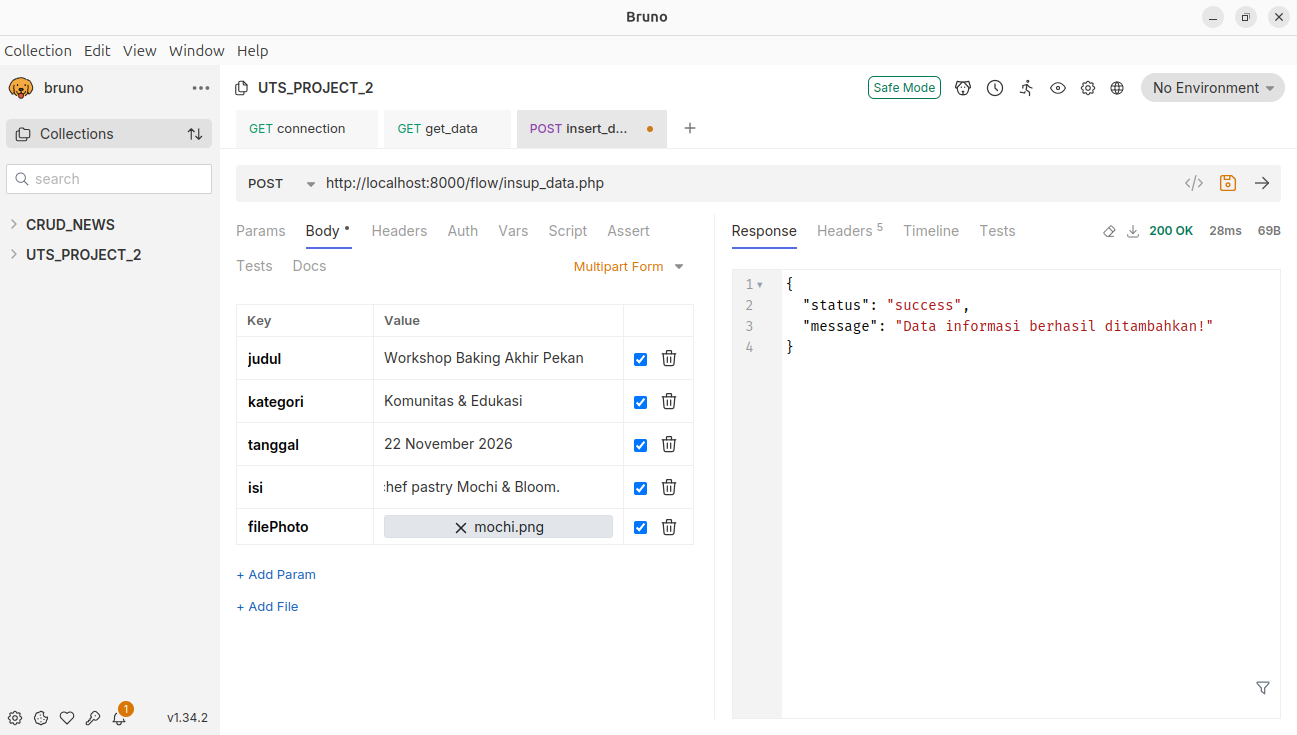 Bruno
Collection Edit View Window Help
bruno
UTS_PROJECT_2
Safe Mode
No Environment
Collections
GET connection
GET get_data
POST insert_d...
search
POST
http://localhost:8000/flow/insup_data.php
CRUD_NEWS
UTS_PROJECT_2
Params Body Headers Auth Vars Script Assert
Tests Docs
Multipart Form
Key Value
judul Workshop Baking Akhir Pekan
kategori Komunitas & Edukasi
tanggal 22 November 2026
isi hef pastry Mochi & Bloom.
filePhoto mochi.png
+ Add Param
+ Add File
Response Headers 5 Timeline Tests
200 OK 28ms 69B
1 {
2 "status": "success",
3 "message": "Data informasi berhasil ditambahkan!"
4 }
1
v1.34.2